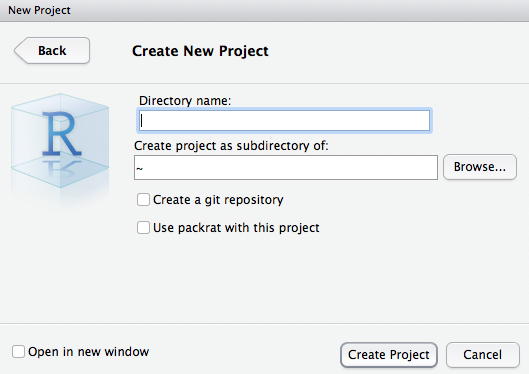 New Project
Back
Create New Project
R
Directory name:
Create project as subdirectory of:
~
Browse...
Create a git repository
Use packrat with this project
Open in new window
Create Project
Cancel